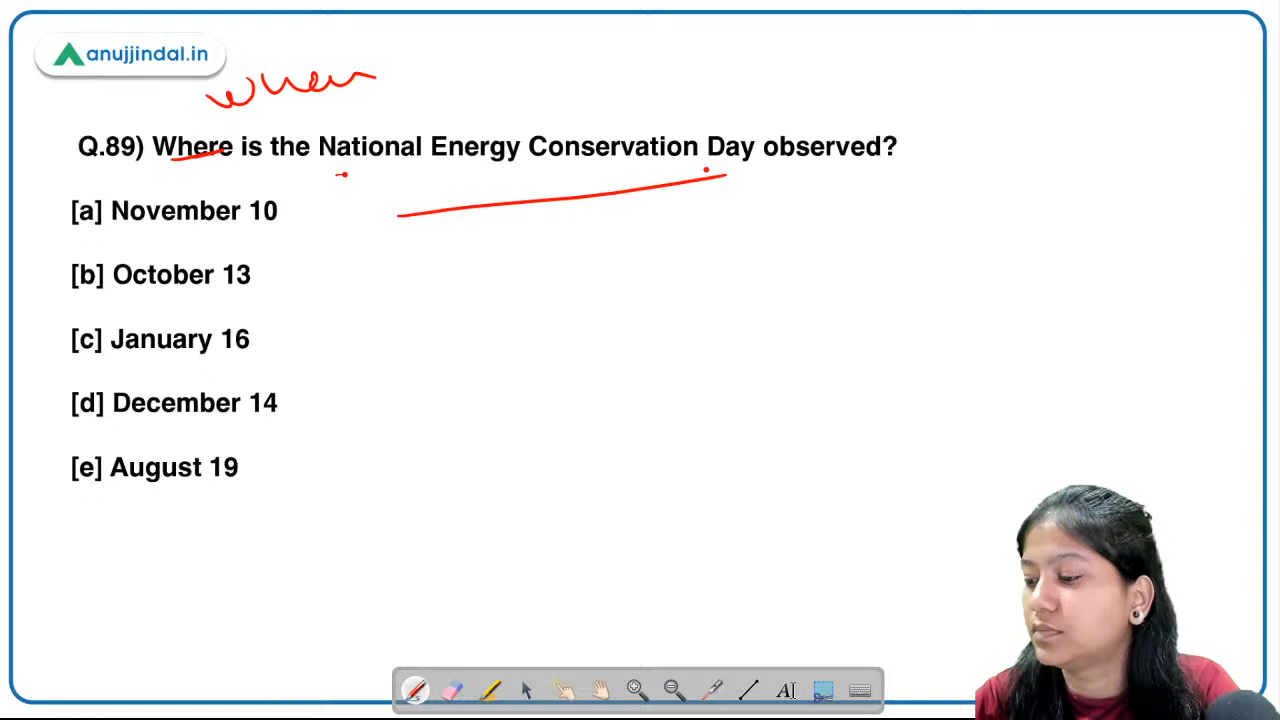 anujjindal.in
when
Q.89) Where is the National Energy Conservation Day observed?
[a] November 10
[b] October 13
[c] January 16
[d] December 14
[e] August 19
A